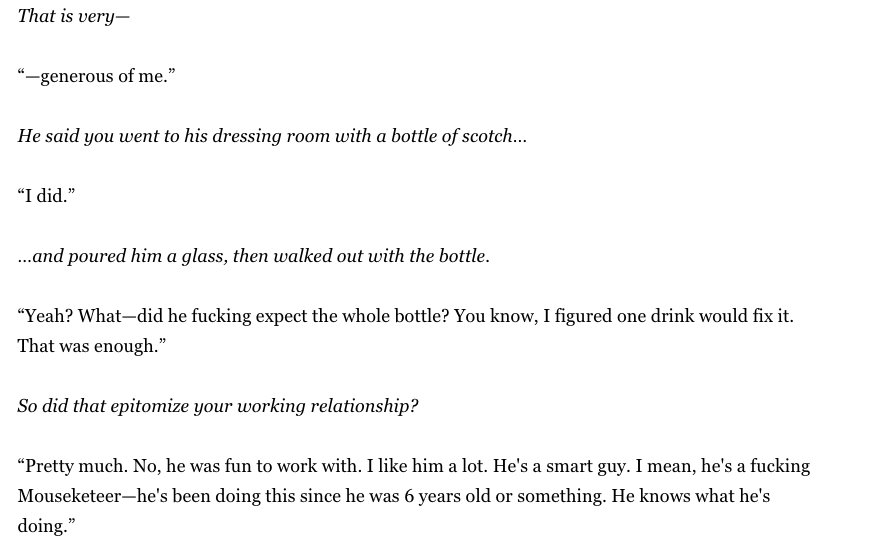 That is very—
“—generous of me.”
He said you went to his dressing room with a bottle of scotch...
“I did.”
...and poured him a glass, then walked out with the bottle.
“Yeah? What—did he fucking expect the whole bottle? You know, I figured one drink would fix it.
That was enough.”
So did that epitomize your working relationship?
“Pretty much. No, he was fun to work with. I like him a lot. He's a smart guy. I mean, he's a fucking
Mouseketeer—he's been doing this since he was 6 years old or something. He knows what he's
doing.”